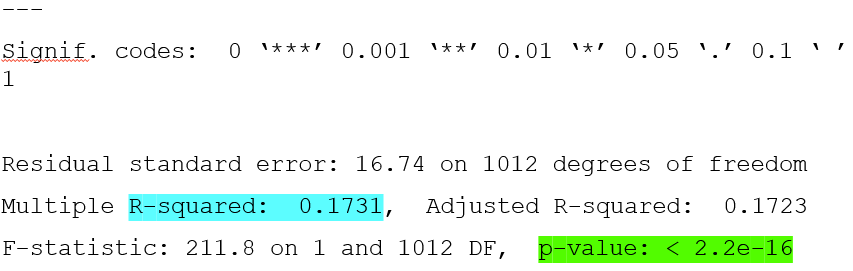 ---
Signif. codes:  0 ‘***’ 0.001 ‘**’ 0.01 ‘*’ 0.05 ‘.’ 0.1 ‘ ’
1
Residual standard error: 16.74 on 1012 degrees of freedom
Multiple R-squared:  0.1731,  Adjusted R-squared:  0.1723
F-statistic: 211.8 on 1 and 1012 DF,  p-value: < 2.2e-16